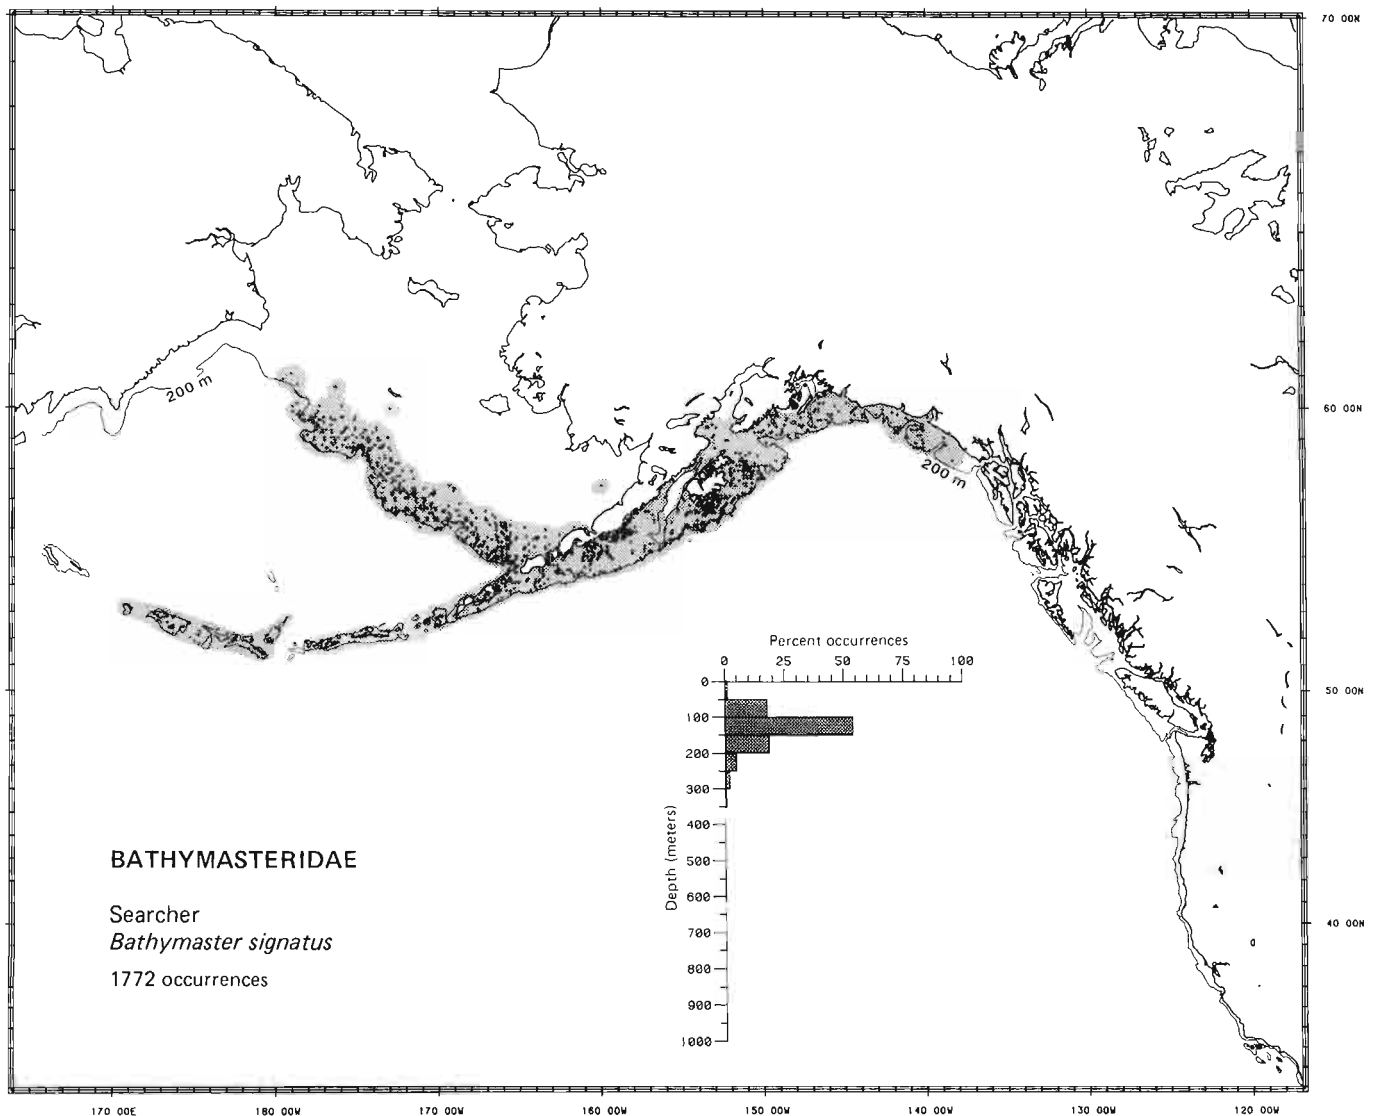 70 00N
200 m
60 00N
200 m
Percent occurrences
0 25 50 75 100
0
50 00N
100
200
300
Depth (meters)
400
500
600
700
800
900
1000
BATHYMASTERIDAE
Searcher
Bathymaster signatus
1772 occurrences
40 00N
170 00E 180 00W 170 00W 160 00W 150 00W 140 00W 130 00W 120 00W